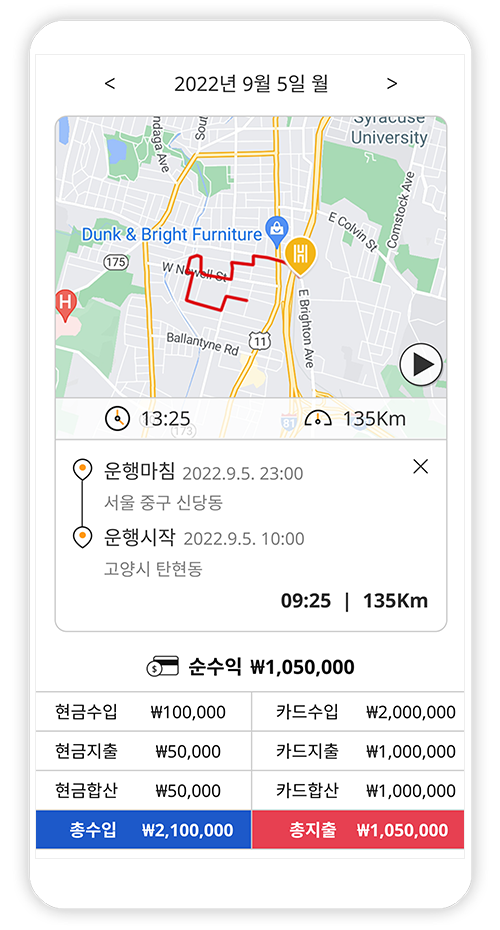 < 2022년 9월 5일 월 >
Syracuse
University
ndaga Ave
Sout
Dunk & Bright Furniture
E Colvin St
Comstock Ave
175
W Newell St
H
E Brighton Ave
Ballantyne Rd
11
13:25
135Km
173
81
운행마침 2022.9.5. 23:00
서울 중구 신당동
운행시작 2022.9.5. 10:00
고양시 탄현동
09:25 | 135Km
순수익 ₩1,050,000
현금수입 ₩100,000 카드수입 ₩2,000,000
현금지출 ₩50,000 카드지출 ₩1,000,000
현금합산 ₩50,000 카드합산 ₩1,000,000
총수입 ₩2,100,000 총지출 ₩1,050,000